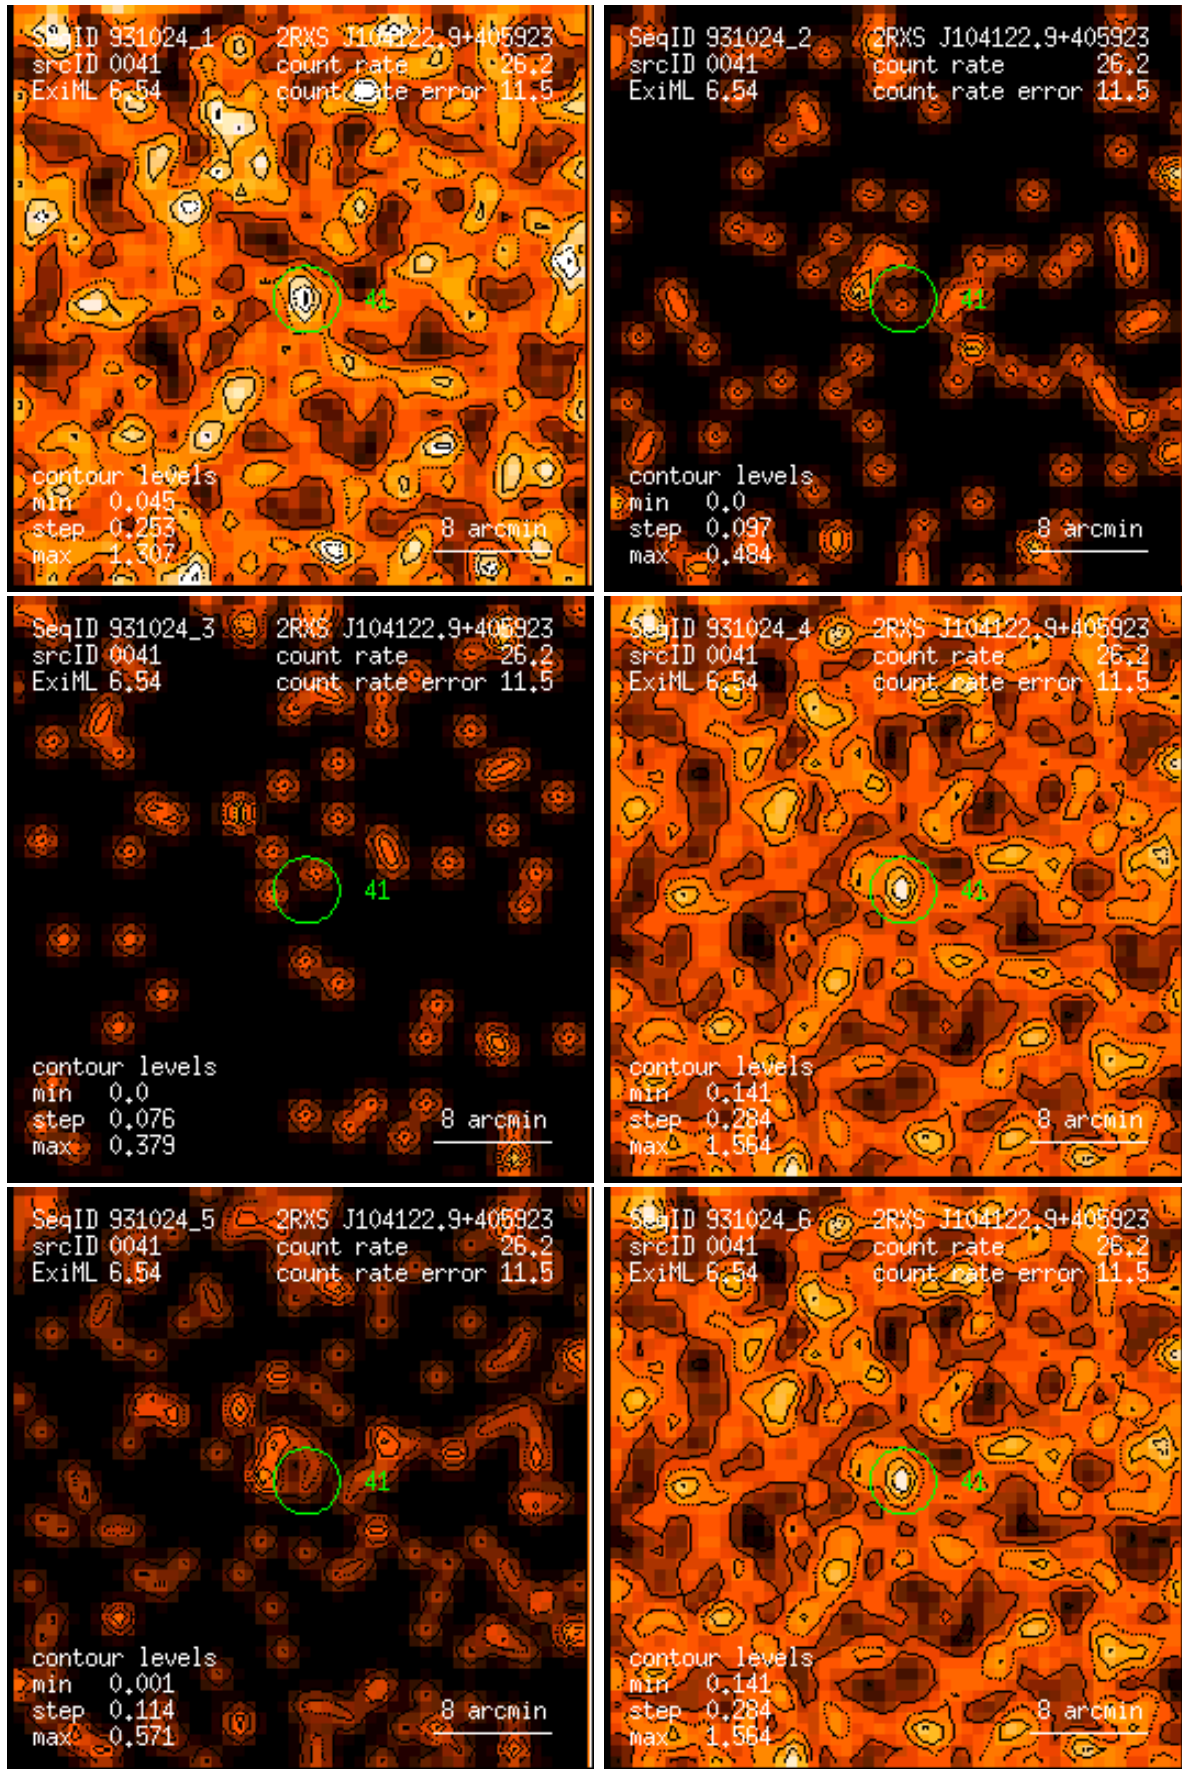 SeqID 931024_1 2RXS J104122.9+405923
srcID 0041 count rate 26.2
ExiML 6.54 count rate error 11.5
41
contour levels
min 0.045
step 0.253
max 1.307
8 arcmin
SeqID 931024_2 2RXS J104122.9+405923
srcID 0041 count rate 26.2
ExiML 6.54 count rate error 11.5
41
contour levels
min 0.0
step 0.097
max 0.484
8 arcmin
SeqID 931024_3 2RXS J104122.9+405923
srcID 0041 count rate 26.2
ExiML 6.54 count rate error 11.5
41
contour levels
min 0.0
step 0.076
max 0.379
8 arcmin
SeqID 931024_4 2RXS J104122.9+405923
srcID 0041 count rate 26.2
ExiML 6.54 count rate error 11.5
41
contour levels
min 0.141
step 0.284
max 1.564
8 arcmin
SeqID 931024_5 2RXS J104122.9+405923
srcID 0041 count rate 26.2
ExiML 6.54 count rate error 11.5
41
contour levels
min 0.001
step 0.114
max 0.571
8 arcmin
SeqID 931024_6 2RXS J104122.9+405923
srcID 0041 count rate 26.2
ExiML 6.54 count rate error 11.5
41
contour levels
min 0.141
step 0.284
max 1.564
8 arcmin